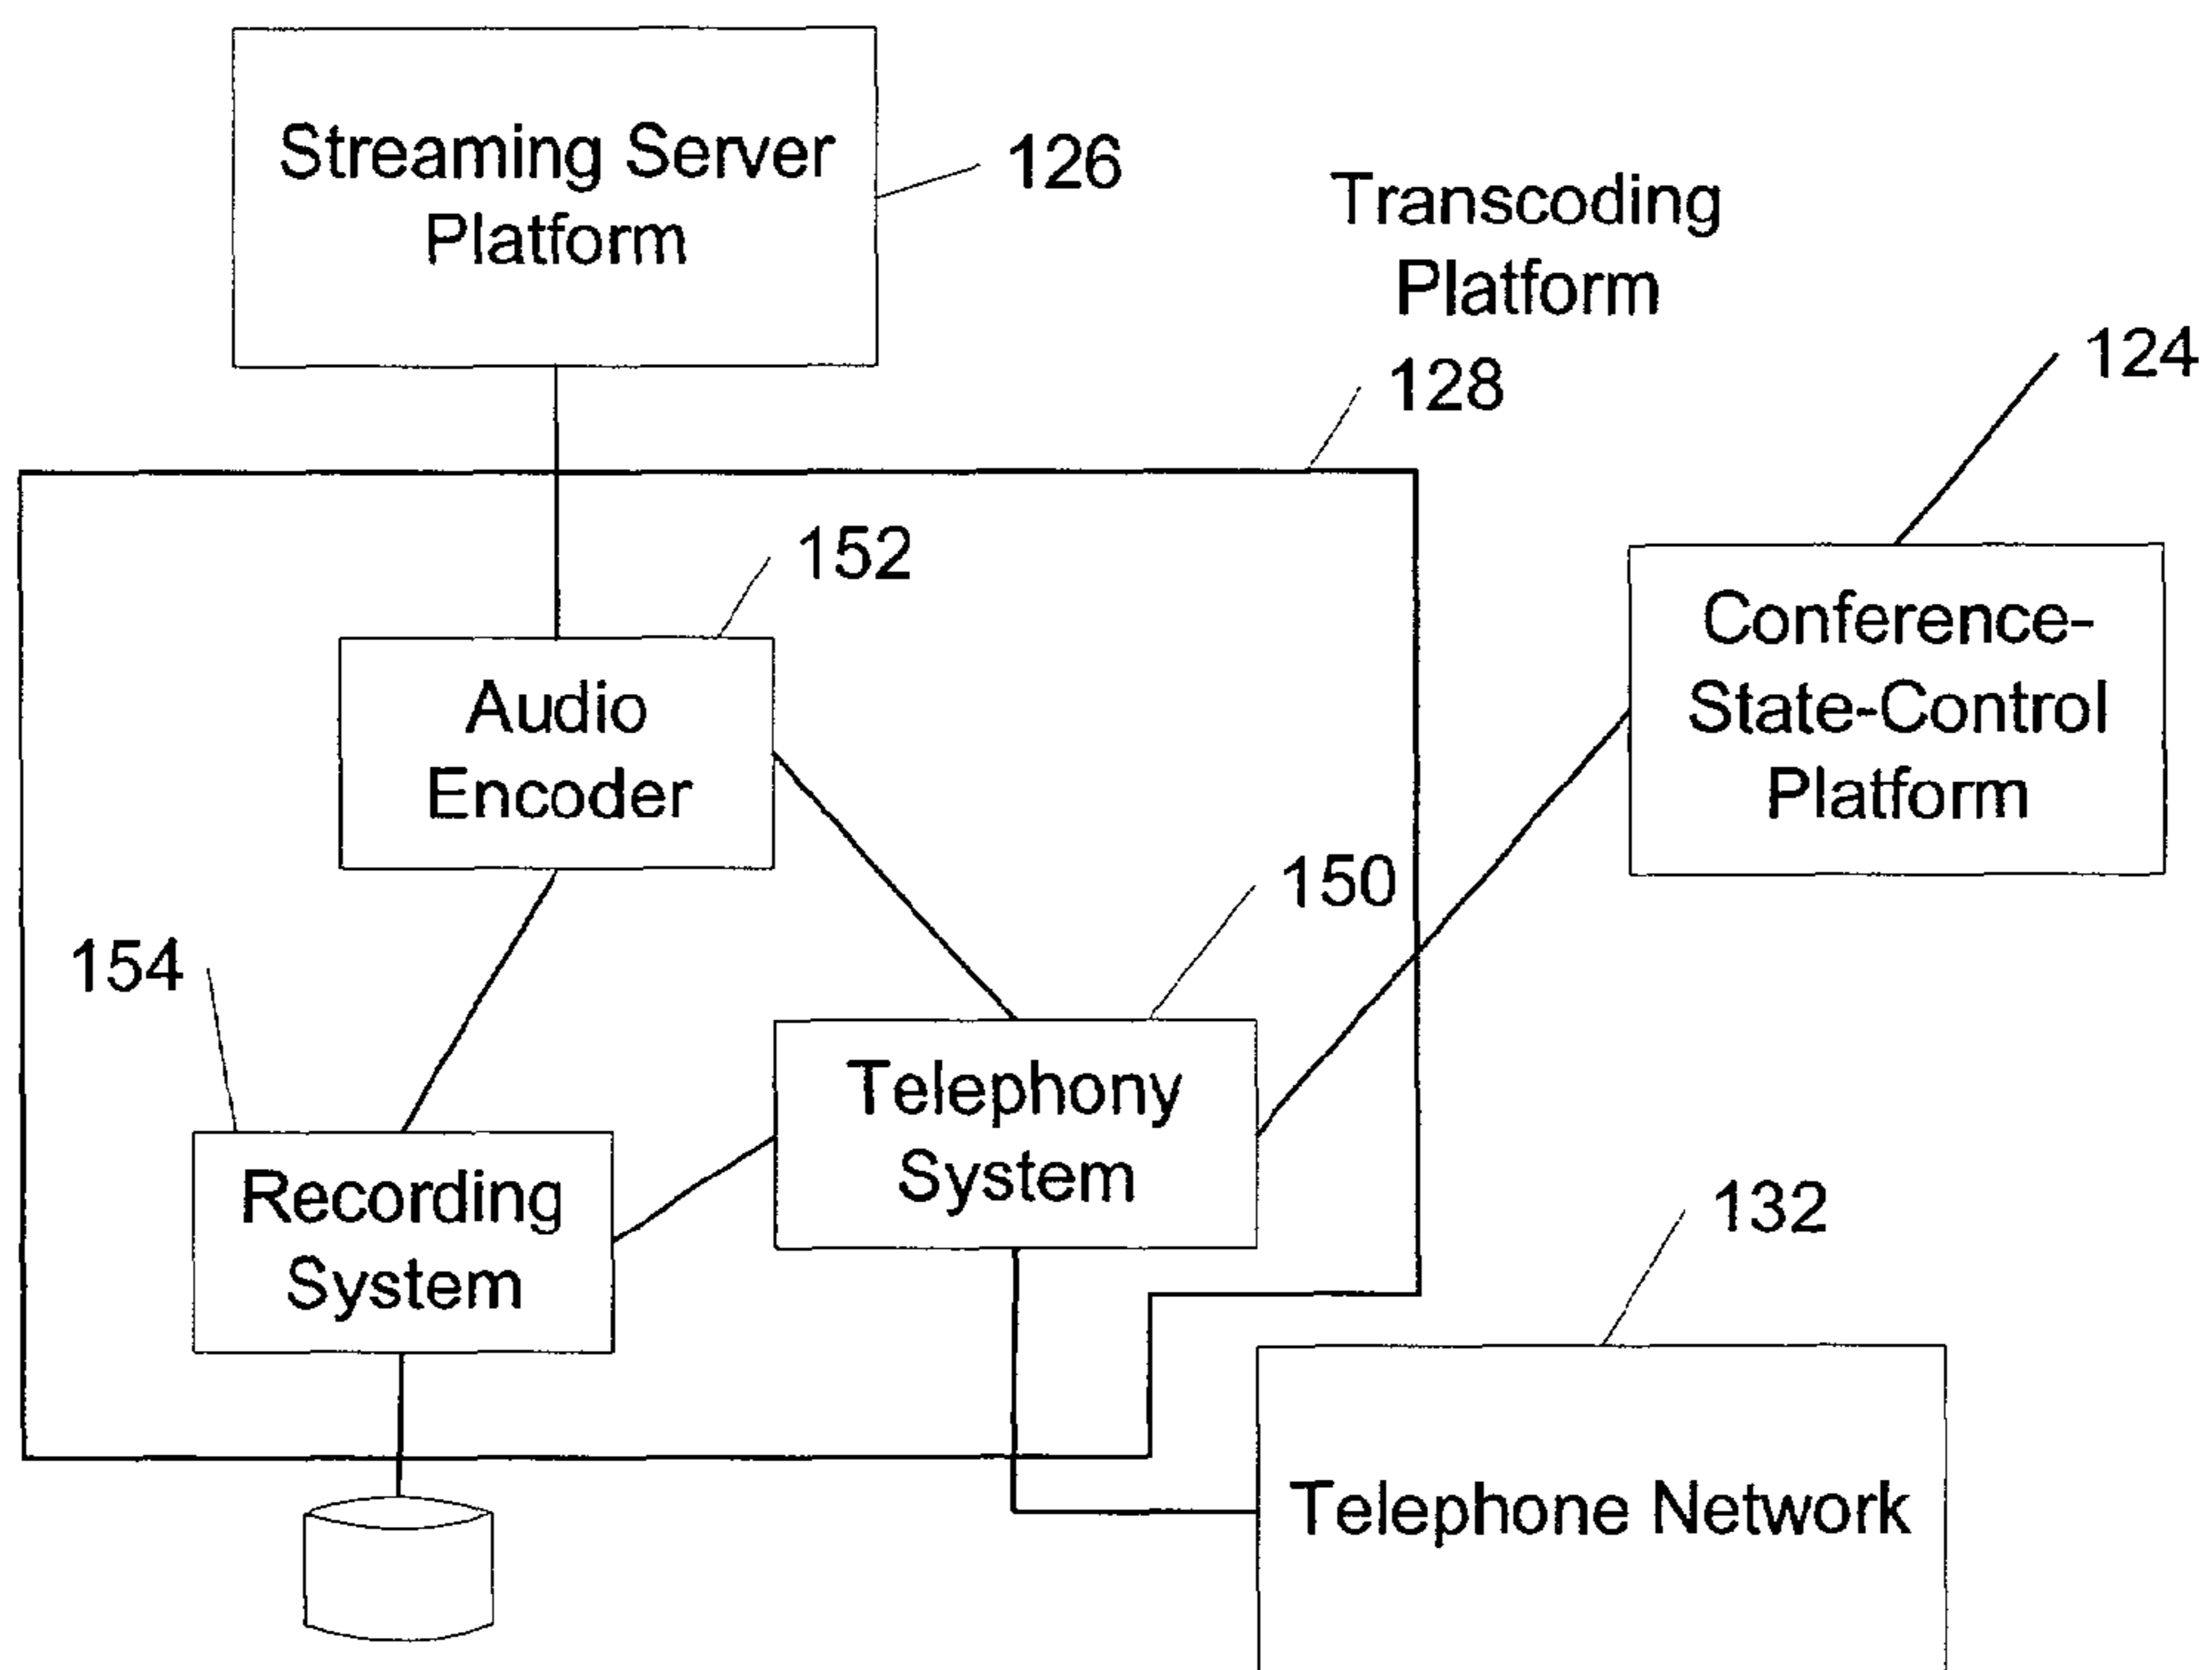 Streaming Server
Platform
126
Transcoding
Platform
128
124
152
Audio
Encoder
Conference-
State-Control
Platform
150
154
Telephony
System
Recording
System
132
Telephone Network